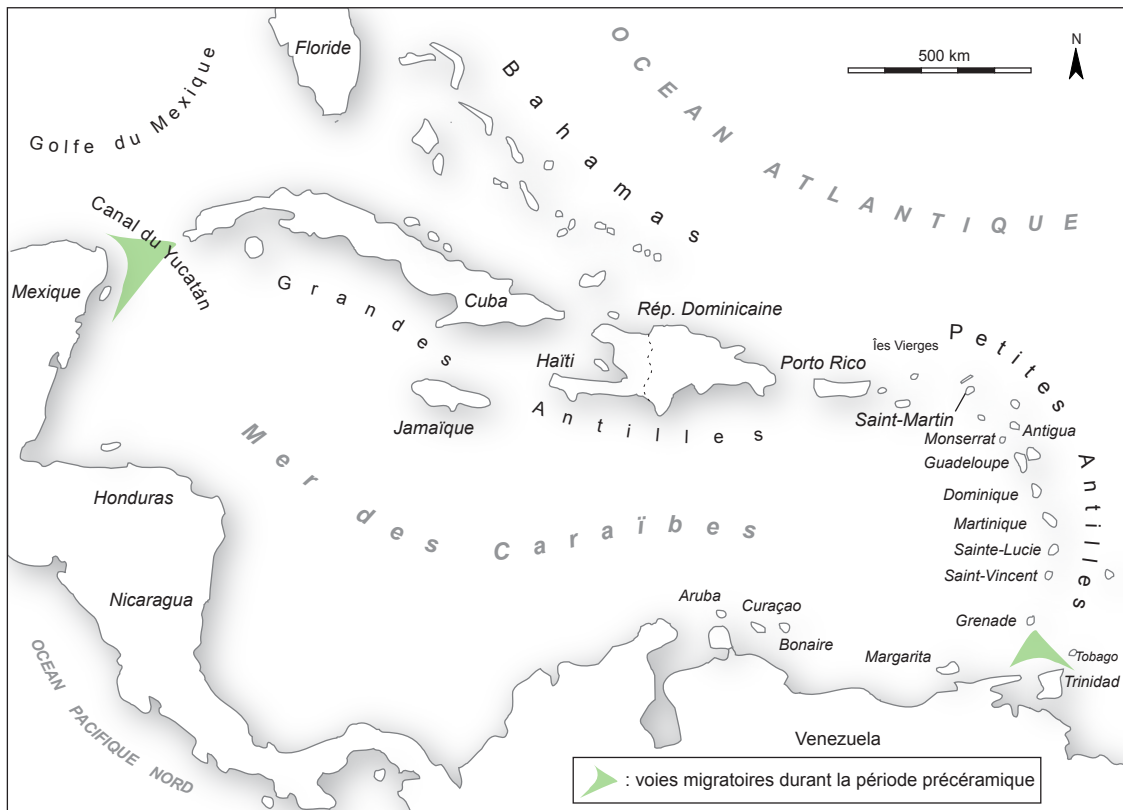 Floride
OCEAN ATLANTIQUE
500 km
N
Golfe du Mexique
Bahamas
Canal du Yucatán
Mexique
Grandes
Antilles
Cuba
Rép. Dominicaine
Haïti
Jamaïque
Porto Rico
Îles Vierges
Petites
Antilles
Saint-Martin
Monserrat
Antigua
Guadeloupe
Dominique
Martinique
Sainte-Lucie
Saint-Vincent
Grenade
Tobago
Trinidad
Mer des Caraïbes
Honduras
Nicaragua
Aruba
Curaçao
Bonaire
Margarita
OCEAN PACIFIQUE NORD
Venezuela
: voies migratoires durant la période précéramique